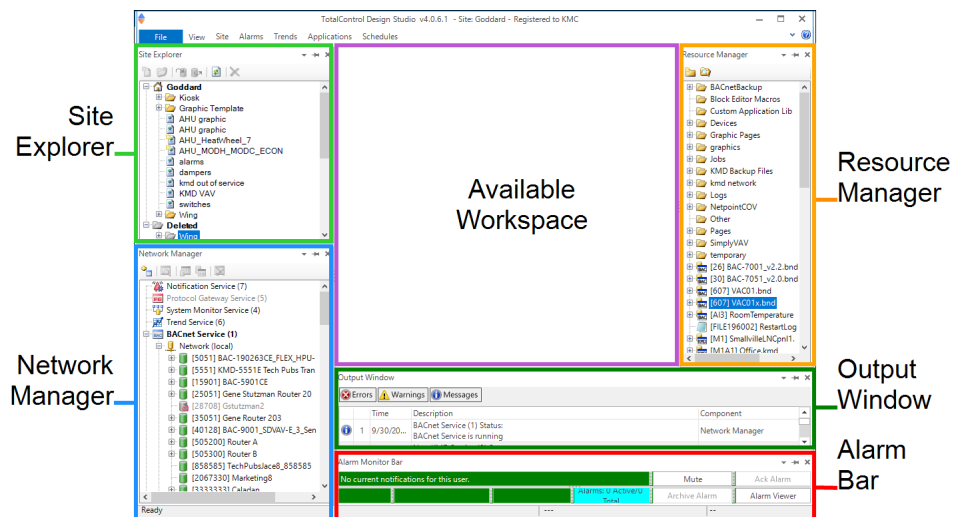 TotalControl Design Studio v4.0.6.1 - Site: Goddard - Registered to KMC
File View Site Alarms Trends Applications Schedules
Site Explorer
Goddard
Kiosk
Graphic Template
AHU graphic
AHU graphic
AHU_HeatWheel_7
AHU_MODH_MODC_ECON
alarms
dampers
kmd out of service
KMD VAV
switches
Wing
Deleted
Wing
Site
Explorer
Network Manager
Notification Service (7)
Protocol Gateway Service (5)
System Monitor Service (4)
Trend Service (6)
BACnet Service (1)
Network (local)
[5051] BAC-190263CE_FLEX_HPU-
[5551] KMD-5551E Tech Pubs Tran
[15901] BAC-5901CE
[25051] Gene Stutzman Router 20
[28708] Gstutzman2
[35051] Gene Router 203
[40128] BAC-9001_SDVAV-E_3_Sen
[505200] Router A
[505300] Router B
[858585] TechPubsJace8_858585
[2067330] Marketing8
[3333333] Caladan
Ready
Network
Manager
Available
Workspace
Resource Manager
BACnetBackup
Block Editor Macros
Custom Application Lib
Devices
Graphic Pages
graphics
Jobs
KMD Backup Files
kmd network
Logs
NetpointCOV
Other
Pages
SimplyVAV
temporary
[26] BAC-7001_v2.2.bnd
[30] BAC-7051_v2.0.bnd
[607] VAC01.bnd
[607] VAC01x.bnd
[AI3] RoomTemperature
[FILE196002] RestartLog
[M1] SmallvilleLNCpnl1.
[M1A1] Office.kmd
Resource
Manager
Output Window
Errors Warnings Messages
Time Description Component
1 9/30/20... BACnet Service (1) Status:
BACnet Service is running
Network Manager
Output
Window
Alarm Monitor Bar
No current notifications for this user. Mute Ack Alarm
Alarms: 0 Active/0
Total
Archive Alarm Alarm Viewer
--- --
Alarm
Bar